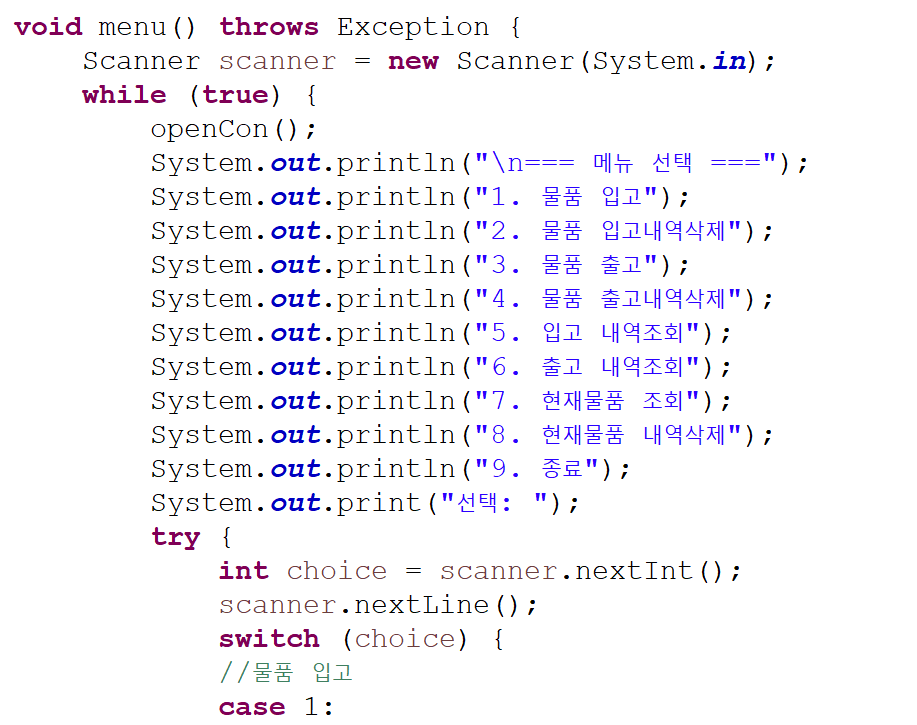 void menu() throws Exception {
    Scanner scanner = new Scanner(System.in);
    while (true) {
        openCon();
        System.out.println("\n=== 메뉴 선택 ===");
        System.out.println("1. 물품 입고");
        System.out.println("2. 물품 입고내역삭제");
        System.out.println("3. 물품 출고");
        System.out.println("4. 물품 출고내역삭제");
        System.out.println("5. 입고 내역조회");
        System.out.println("6. 출고 내역조회");
        System.out.println("7. 현재물품 조회");
        System.out.println("8. 현재물품 내역삭제");
        System.out.println("9. 종료");
        System.out.print("선택: ");
        try {
            int choice = scanner.nextInt();
            scanner.nextLine();
            switch (choice) {
            //물품 입고
            case 1: